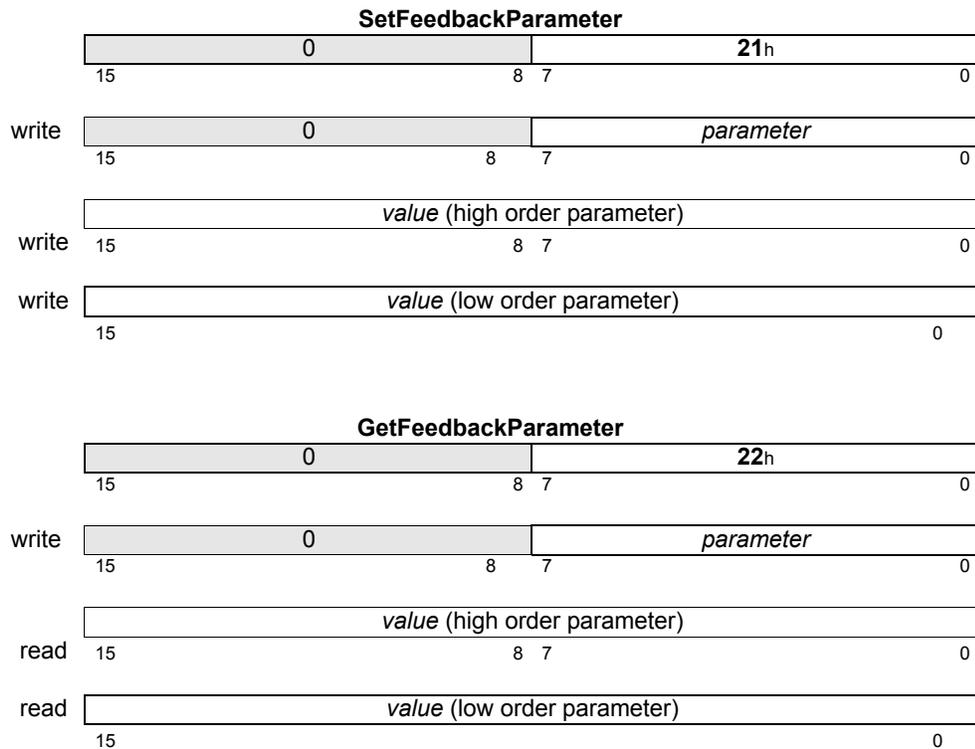 SetFeedbackParameter
0 21h
15 8 7 0
write 0 parameter
15 8 7 0
value (high order parameter)
write 15 8 7 0
write value (low order parameter)
15 0
GetFeedbackParameter
0 22h
15 8 7 0
write 0 parameter
15 8 7 0
value (high order parameter)
read 15 8 7 0
read value (low order parameter)
15 0